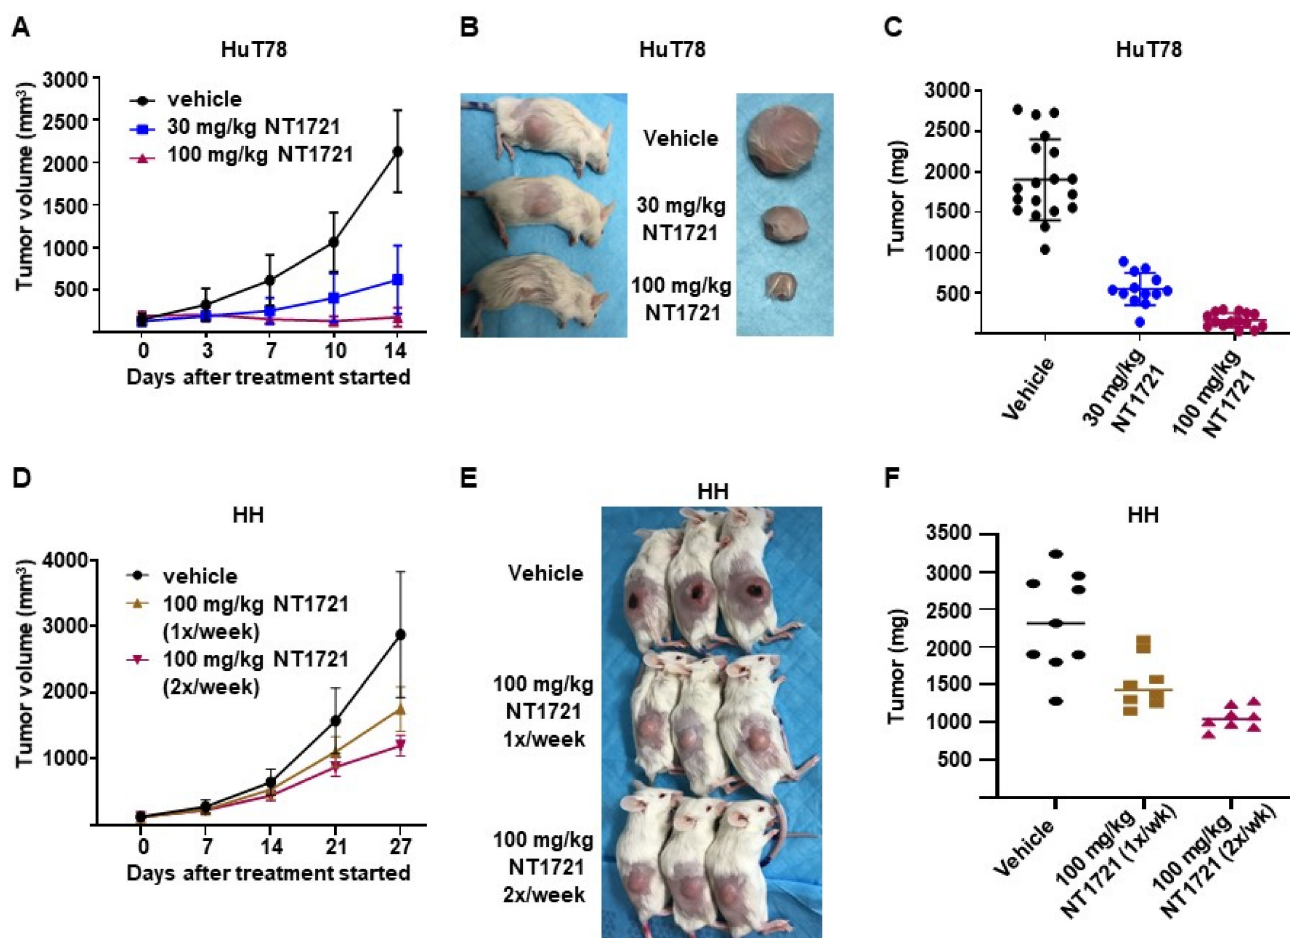 A
HuT78
Tumor volume (mm³)
3000
2500
2000
1500
1000
500
vehicle
30 mg/kg NT1721
100 mg/kg NT1721
0 3 7 10 14
Days after treatment started
B
HuT78
Vehicle
30 mg/kg
NT1721
100 mg/kg
NT1721
C
HuT78
Tumor (mg)
3000
2500
2000
1500
1000
500
Vehicle
30 mg/kg
NT1721
100 mg/kg
NT1721
D
HH
Tumor volume (mm³)
4000
3000
2000
1000
vehicle
100 mg/kg NT1721
(1x/week)
100 mg/kg NT1721
(2x/week)
0 7 14 21 27
Days after treatment started
E
HH
Vehicle
100 mg/kg
NT1721
1x/week
100 mg/kg
NT1721
2x/week
F
HH
Tumor (mg)
3500
3000
2500
2000
1500
1000
500
Vehicle
100 mg/kg
NT1721 (1x/wk)
100 mg/kg
NT1721 (2x/wk)